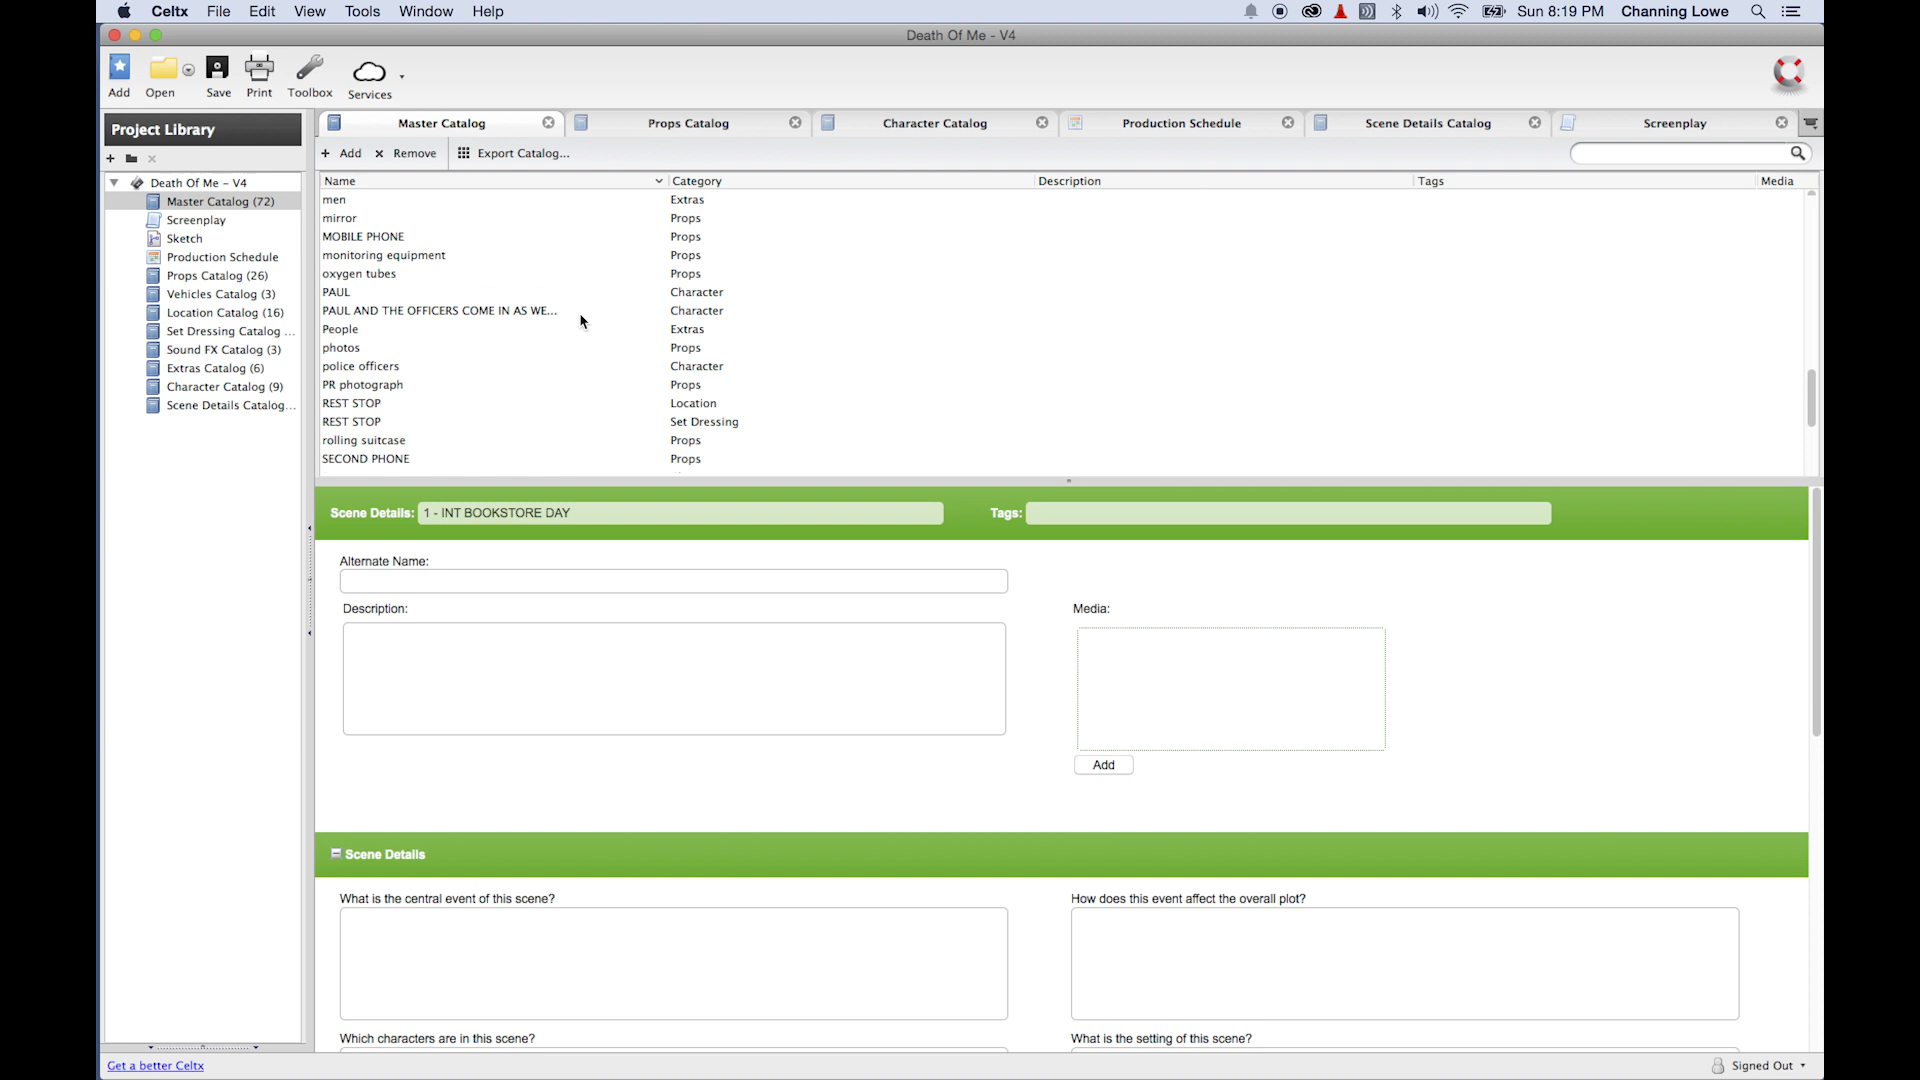 Celtx File Edit View Tools Window Help Sun 8:19 PM Channing Lowe
Death Of Me - V4
Add Open Save Print Toolbox Services
Project Library
Master Catalog Props Catalog Character Catalog Production Schedule Scene Details Catalog Screenplay
+ Add × Remove Export Catalog...
Name Category Description Tags Media
Death Of Me - V4
Master Catalog (72)
Screenplay
Sketch
Production Schedule
Props Catalog (26)
Vehicles Catalog (3)
Location Catalog (16)
Set Dressing Catalog ...
Sound FX Catalog (3)
Extras Catalog (6)
Character Catalog (9)
Scene Details Catalog...
men Extras
mirror Props
MOBILE PHONE Props
monitoring equipment Props
oxygen tubes Props
PAUL Character
PAUL AND THE OFFICERS COME IN AS WE... Character
People Extras
photos Props
police officers Character
PR photograph Props
REST STOP Location
REST STOP Set Dressing
rolling suitcase Props
SECOND PHONE Props
Scene Details: 1 - INT BOOKSTORE DAY Tags:
Alternate Name:
Description: Media:
Add
Scene Details
What is the central event of this scene? How does this event affect the overall plot?
Which characters are in this scene? What is the setting of this scene?
Get a better Celtx Signed Out